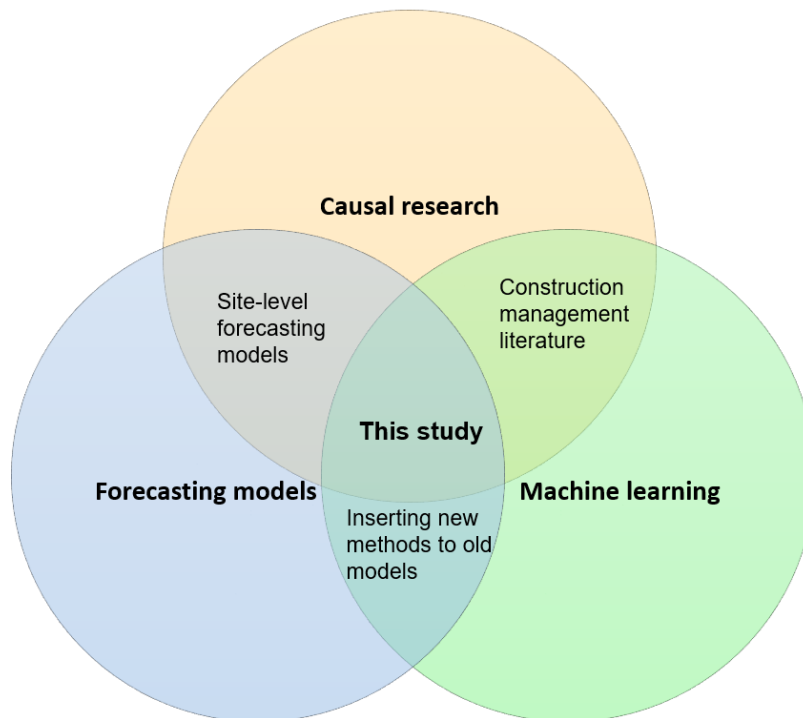 Causal research
Site-level
forecasting
models
Construction
management
literature
This study
Forecasting models
Machine learning
Inserting new
methods to old
models